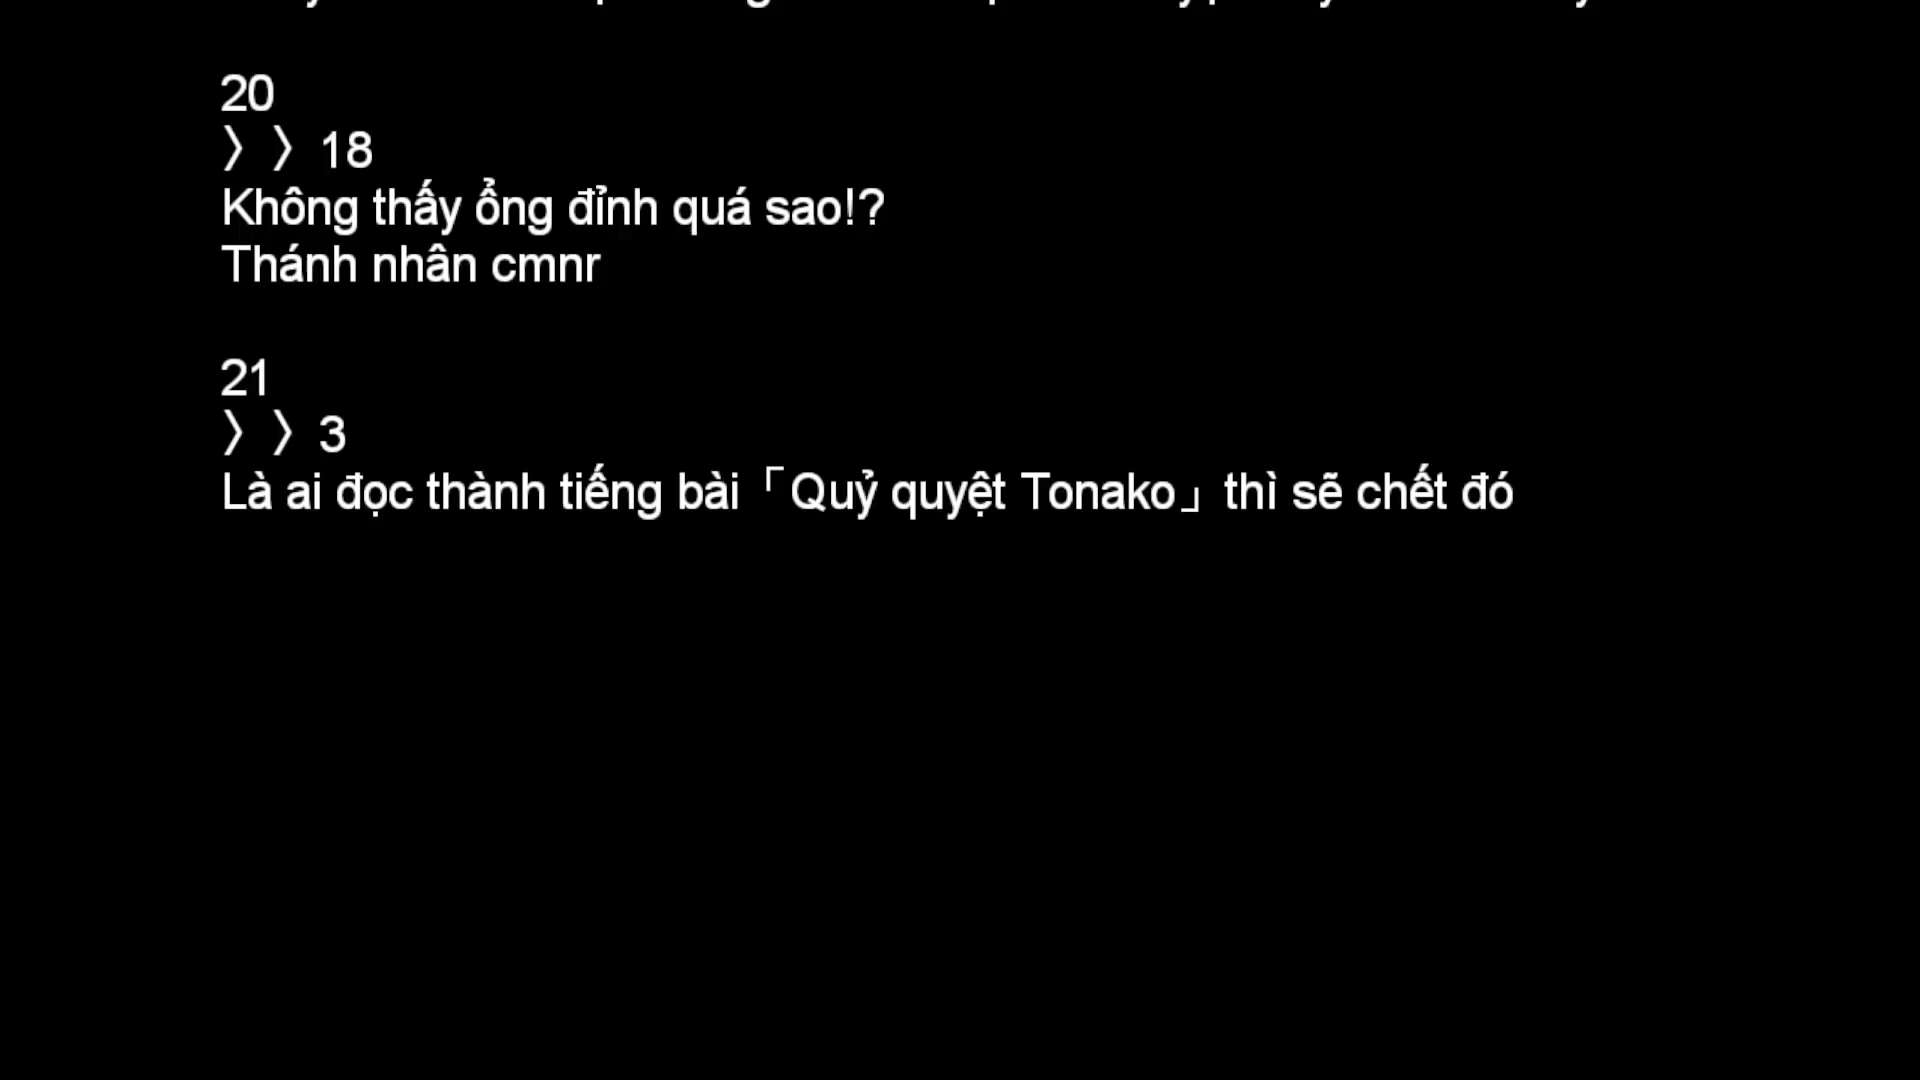 20
〉〉18
Không thấy ổng đỉnh quá sao!?
Thánh nhân cmnr
21
〉〉3
Là ai đọc thành tiếng bài「Quỷ quyệt Tonako」thì sẽ chết đó